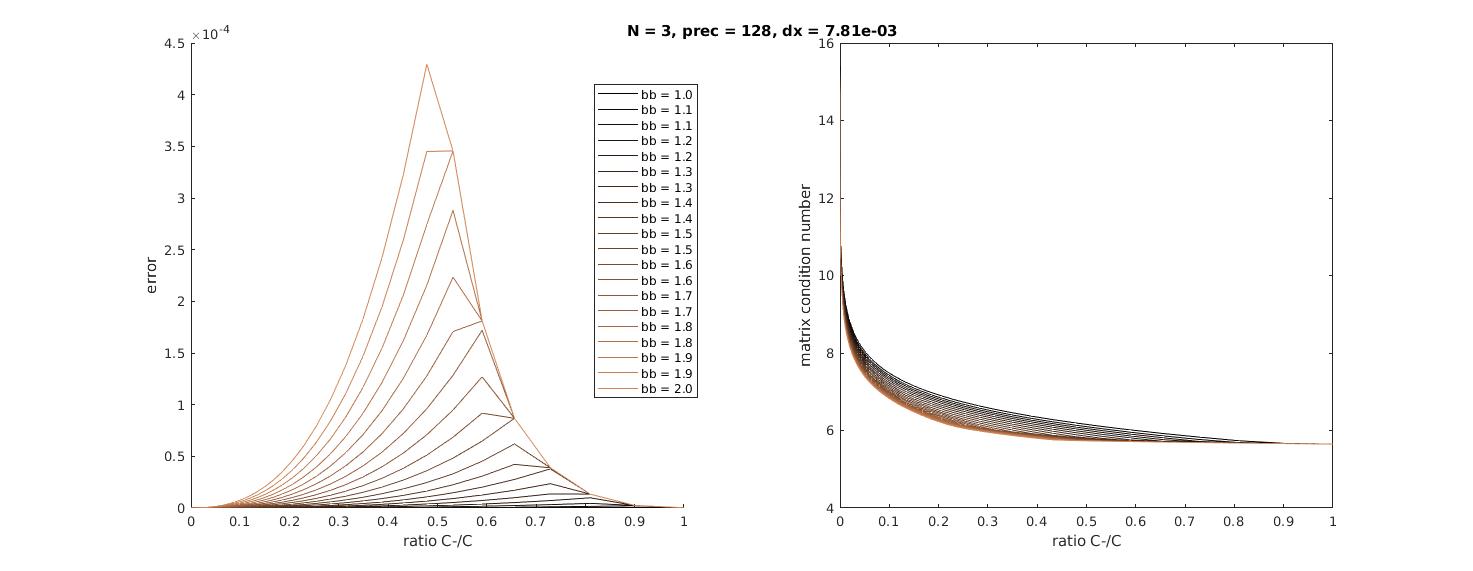 N = 3, prec = 128, dx = 7.81e-03
×10-4
4.5
4
3.5
3
2.5
2
1.5
1
0.5
0
error
0 0.1 0.2 0.3 0.4 0.5 0.6 0.7 0.8 0.9 1
ratio C-/C
bb = 1.0
bb = 1.1
bb = 1.1
bb = 1.2
bb = 1.2
bb = 1.3
bb = 1.3
bb = 1.4
bb = 1.4
bb = 1.5
bb = 1.5
bb = 1.6
bb = 1.6
bb = 1.7
bb = 1.7
bb = 1.8
bb = 1.8
bb = 1.9
bb = 1.9
bb = 2.0
16
14
12
10
8
6
4
matrix condition number
0 0.1 0.2 0.3 0.4 0.5 0.6 0.7 0.8 0.9 1
ratio C-/C